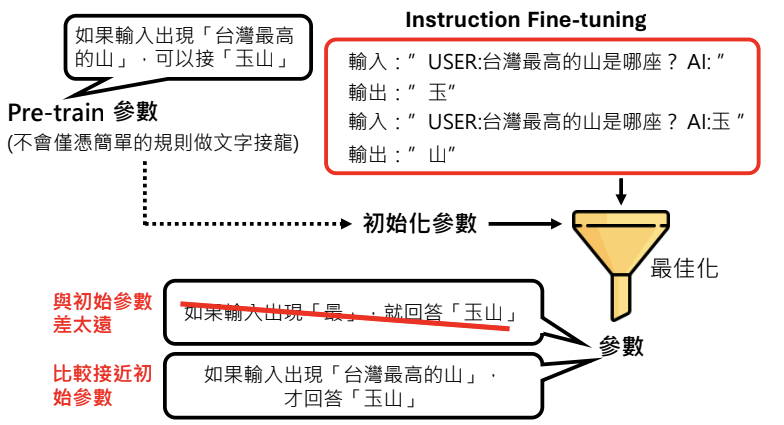 Instruction Fine-tuning
如果輸入出現「台灣最高
的山」，可以接「玉山」
輸入：" USER:台灣最高的山是哪座？ AI: "
輸出：" 玉"
輸入：" USER:台灣最高的山是哪座？ AI:玉 "
輸出：" 山"
Pre-train 參數
(不會僅憑簡單的規則做文字接龍)
初始化參數
最佳化
與初始參數
差太遠
如果輸入出現「最」，就回答「玉山」
參數
比較接近初
始參數
如果輸入出現「台灣最高的山」，
才回答「玉山」